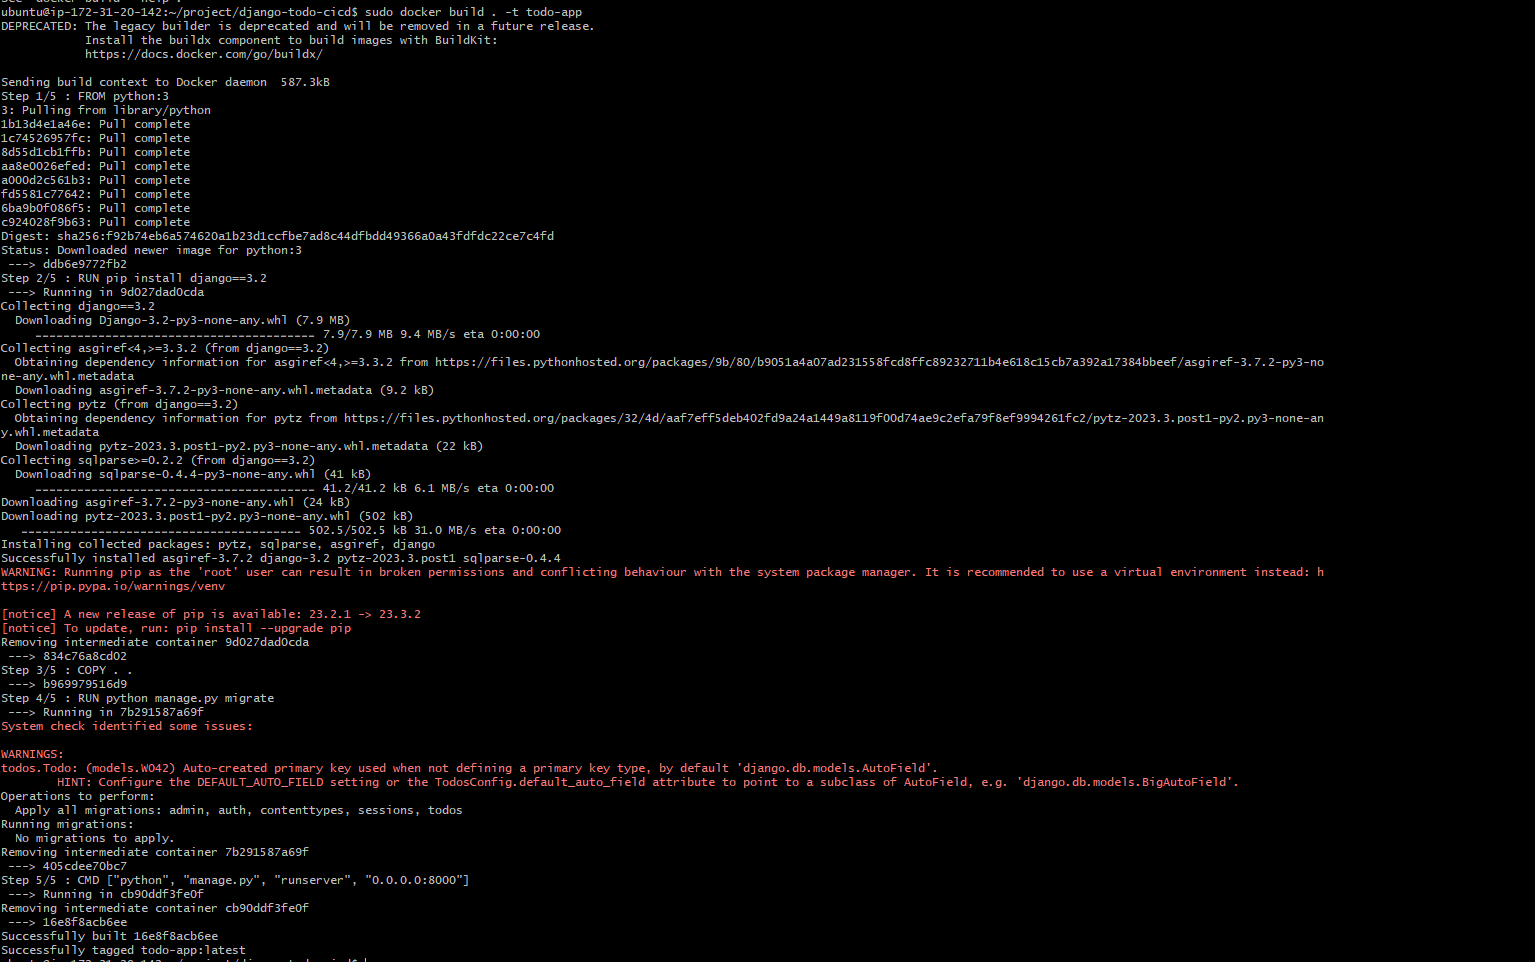 ubuntu@ip-172-31-20-142:~/project/django-todo-cicd$ sudo docker build . -t todo-app
DEPRECATED: The legacy builder is deprecated and will be removed in a future release.
            Install the buildx component to build images with BuildKit:
            https://docs.docker.com/go/buildx/

Sending build context to Docker daemon  587.3kB
Step 1/5 : FROM python:3
3: Pulling from library/python
1b13d4e1a46e: Pull complete
1c74526957fc: Pull complete
8d55d1cb1ffb: Pull complete
aa8e0026efed: Pull complete
a000d2c561b3: Pull complete
fd5581c77642: Pull complete
6ba9b0f086f5: Pull complete
c924028f9b63: Pull complete
Digest: sha256:f92b74eb6a574620a1b23d1ccfbe7ad8c44dfbdd49366a0a43fdfdc22ce7c4fd
Status: Downloaded newer image for python:3
 ---> ddb6e9772fb2
Step 2/5 : RUN pip install django==3.2
 ---> Running in 9d027dad0cda
Collecting django==3.2
  Downloading Django-3.2-py3-none-any.whl (7.9 MB)
     ---------------------------------------- 7.9/7.9 MB 9.4 MB/s eta 0:00:00
Collecting asgiref<4,>=3.3.2 (from django==3.2)
  Obtaining dependency information for asgiref<4,>=3.3.2 from https://files.pythonhosted.org/packages/9b/80/b9051a4a07ad231558fcd8ffc89232711b4e618c15cb7a392a17384bbeef/asgiref-3.7.2-py3-no
ne-any.whl.metadata
  Downloading asgiref-3.7.2-py3-none-any.whl.metadata (9.2 kB)
Collecting pytz (from django==3.2)
  Obtaining dependency information for pytz from https://files.pythonhosted.org/packages/32/4d/aaf7eff5deb402fd9a24a1449a8119f00d74ae9c2efa79f8ef9994261fc2/pytz-2023.3.post1-py2.py3-none-an
y.whl.metadata
  Downloading pytz-2023.3.post1-py2.py3-none-any.whl.metadata (22 kB)
Collecting sqlparse>=0.2.2 (from django==3.2)
  Downloading sqlparse-0.4.4-py3-none-any.whl (41 kB)
     ---------------------------------------- 41.2/41.2 kB 6.1 MB/s eta 0:00:00
Downloading asgiref-3.7.2-py3-none-any.whl (24 kB)
Downloading pytz-2023.3.post1-py2.py3-none-any.whl (502 kB)
   ---------------------------------------- 502.5/502.5 kB 31.0 MB/s eta 0:00:00
Installing collected packages: pytz, sqlparse, asgiref, django
Successfully installed asgiref-3.7.2 django-3.2 pytz-2023.3.post1 sqlparse-0.4.4
WARNING: Running pip as the 'root' user can result in broken permissions and conflicting behaviour with the system package manager. It is recommended to use a virtual environment instead: h
ttps://pip.pypa.io/warnings/venv

[notice] A new release of pip is available: 23.2.1 -> 23.3.2
[notice] To update, run: pip install --upgrade pip
Removing intermediate container 9d027dad0cda
 ---> 834c76a8cd02
Step 3/5 : COPY . .
 ---> b969979516d9
Step 4/5 : RUN python manage.py migrate
 ---> Running in 7b291587a69f
System check identified some issues:

WARNINGS:
todos.Todo: (models.W042) Auto-created primary key used when not defining a primary key type, by default 'django.db.models.AutoField'.
        HINT: Configure the DEFAULT_AUTO_FIELD setting or the TodosConfig.default_auto_field attribute to point to a subclass of AutoField, e.g. 'django.db.models.BigAutoField'.
Operations to perform:
  Apply all migrations: admin, auth, contenttypes, sessions, todos
Running migrations:
  No migrations to apply.
Removing intermediate container 7b291587a69f
 ---> 405cdee70bc7
Step 5/5 : CMD ["python", "manage.py", "runserver", "0.0.0.0:8000"]
 ---> Running in cb90ddf3fe0f
Removing intermediate container cb90ddf3fe0f
 ---> 16e8f8acb6ee
Successfully built 16e8f8acb6ee
Successfully tagged todo-app:latest